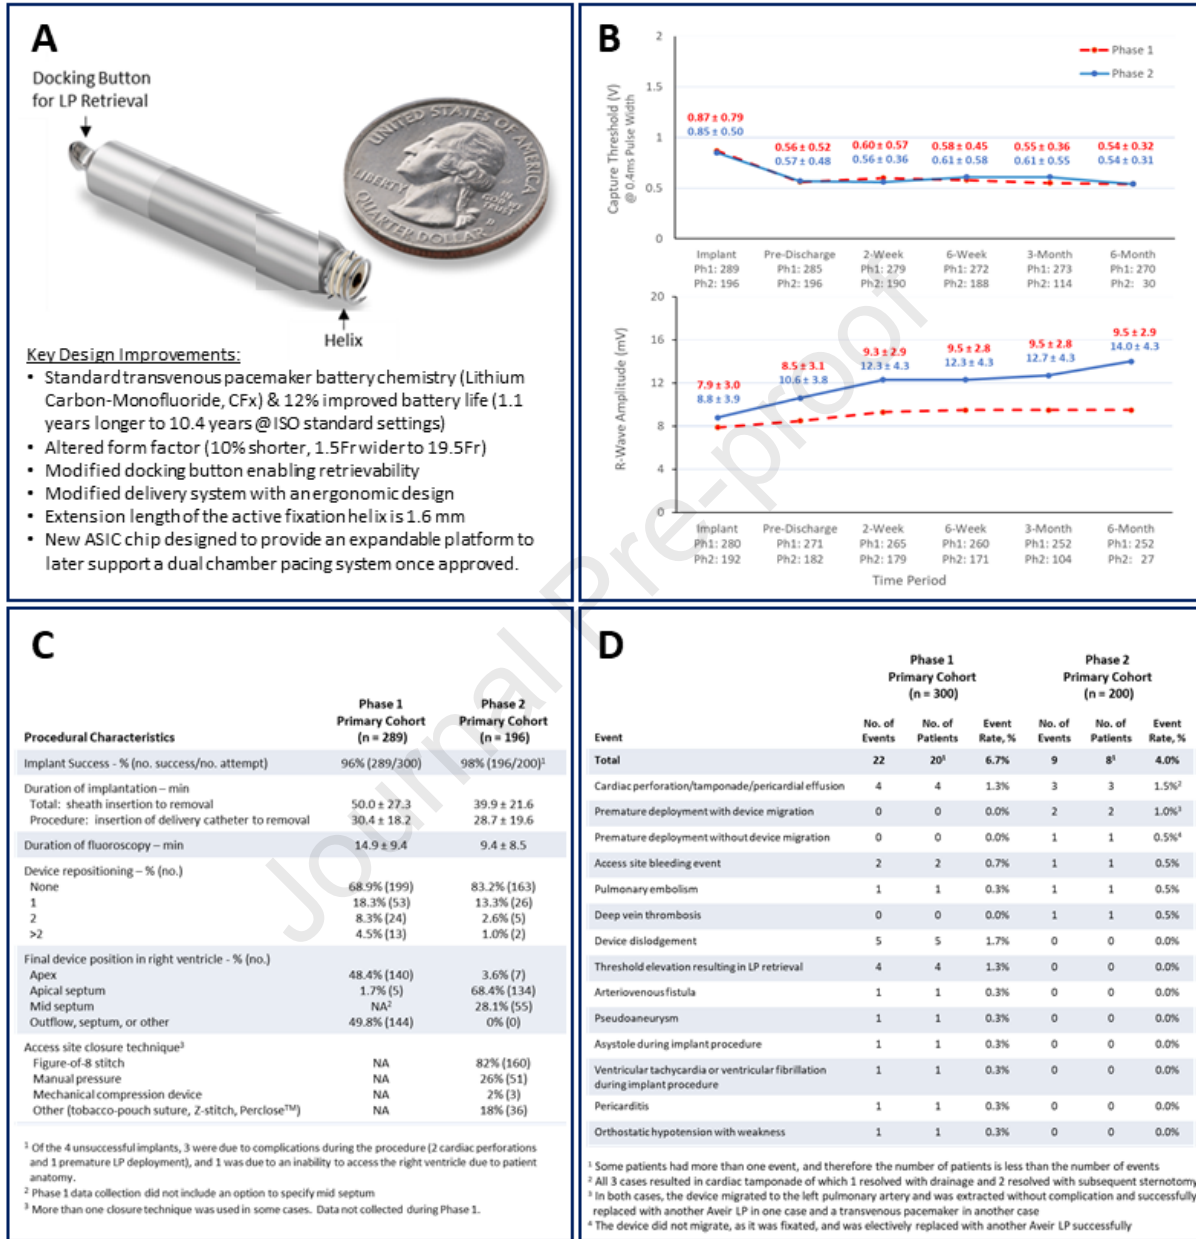 A
Docking Button
for LP Retrieval
UNITED STATES OF AMERICA
LIBERTY
IN
GOD WE
TRUST
D
QUARTER DOLLAR
Helix
Key Design Improvements:
• Standard transvenous pacemaker battery chemistry (Lithium
Carbon-Monofluoride, CFx) & 12% improved battery life (1.1
years longer to 10.4 years @ ISO standard settings)
• Altered form factor (10% shorter, 1.5Fr wider to 19.5Fr)
• Modified docking button enabling retrievability
• Modified delivery system with an ergonomic design
• Extension length of the active fixation helix is 1.6 mm
• New ASIC chip designed to provide an expandable platform to
later support a dual chamber pacing system once approved.
B
Phase 1
Phase 2
Capture Threshold (V)
@ 0.4ms Pulse Width
2
1.5
1
0.5
0
0.87 ± 0.79
0.85 ± 0.50
0.56 ± 0.52
0.57 ± 0.48
0.60 ± 0.57
0.56 ± 0.36
0.58 ± 0.45
0.61 ± 0.58
0.55 ± 0.36
0.61 ± 0.55
0.54 ± 0.32
0.54 ± 0.31
Implant Pre-Discharge 2-Week 6-Week 3-Month 6-Month
Ph1: 289 Ph1: 285 Ph1: 279 Ph1: 272 Ph1: 273 Ph1: 270
Ph2: 196 Ph2: 196 Ph2: 190 Ph2: 188 Ph2: 114 Ph2: 30
R-Wave Amplitude (mV)
20
16
12
8
4
0
7.9 ± 3.0
8.8 ± 3.9
8.5 ± 3.1
10.6 ± 3.8
9.3 ± 2.9
12.3 ± 4.3
9.5 ± 2.8
12.3 ± 4.3
9.5 ± 2.8
12.7 ± 4.3
9.5 ± 2.9
14.0 ± 4.3
Implant Pre-Discharge 2-Week 6-Week 3-Month 6-Month
Ph1: 280 Ph1: 271 Ph1: 265 Ph1: 260 Ph1: 252 Ph1: 252
Ph2: 192 Ph2: 182 Ph2: 179 Ph2: 171 Ph2: 104 Ph2: 27
Time Period
C
Phase 1 Phase 2
Primary Cohort Primary Cohort
Procedural Characteristics (n = 289) (n = 196)
Implant Success - % (no. success/no. attempt) 96% (289/300) 98% (196/200)¹
Duration of implantation – min
Total: sheath insertion to removal 50.0 ± 27.3 39.9 ± 21.6
Procedure: insertion of delivery catheter to removal 30.4 ± 18.2 28.7 ± 19.6
Duration of fluoroscopy – min 14.9 ± 9.4 9.4 ± 8.5
Device repositioning – % (no.)
None 68.9% (199) 83.2% (163)
1 18.3% (53) 13.3% (26)
2 8.3% (24) 2.6% (5)
>2 4.5% (13) 1.0% (2)
Final device position in right ventricle - % (no.)
Apex 48.4% (140) 3.6% (7)
Apical septum 1.7% (5) 68.4% (134)
Mid septum NA² 28.1% (55)
Outflow, septum, or other 49.8% (144) 0% (0)
Access site closure technique³
Figure-of-8 stitch NA 82% (160)
Manual pressure NA 26% (51)
Mechanical compression device NA 2% (3)
Other (tobacco-pouch suture, Z-stitch, Perclose™) NA 18% (36)
¹ Of the 4 unsuccessful implants, 3 were due to complications during the procedure (2 cardiac perforations
and 1 premature LP deployment), and 1 was due to an inability to access the right ventricle due to patient
anatomy.
² Phase 1 data collection did not include an option to specify mid septum
³ More than one closure technique was used in some cases. Data not collected during Phase 1.
D
Phase 1 Phase 2
Primary Cohort Primary Cohort
(n = 300) (n = 200)
No. of No. of Event No. of No. of Event
Event Events Patients Rate, % Events Patients Rate, %
Total 22 20¹ 6.7% 9 8¹ 4.0%
Cardiac perforation/tamponade/pericardial effusion 4 4 1.3% 3 3 1.5%²
Premature deployment with device migration 0 0 0.0% 2 2 1.0%³
Premature deployment without device migration 0 0 0.0% 1 1 0.5%⁴
Access site bleeding event 2 2 0.7% 1 1 0.5%
Pulmonary embolism 1 1 0.3% 1 1 0.5%
Deep vein thrombosis 0 0 0.0% 1 1 0.5%
Device dislodgement 5 5 1.7% 0 0 0.0%
Threshold elevation resulting in LP retrieval 4 4 1.3% 0 0 0.0%
Arteriovenous fistula 1 1 0.3% 0 0 0.0%
Pseudoaneurysm 1 1 0.3% 0 0 0.0%
Asystole during implant procedure 1 1 0.3% 0 0 0.0%
Ventricular tachycardia or ventricular fibrillation
during implant procedure 1 1 0.3% 0 0 0.0%
Pericarditis 1 1 0.3% 0 0 0.0%
Orthostatic hypotension with weakness 1 1 0.3% 0 0 0.0%
¹ Some patients had more than one event, and therefore the number of patients is less than the number of events
² All 3 cases resulted in cardiac tamponade of which 1 resolved with drainage and 2 resolved with subsequent sternotomy
³ In both cases, the device migrated to the left pulmonary artery and was extracted without complication and successfully
replaced with another Aveir LP in one case and a transvenous pacemaker in another case
⁴ The device did not migrate, as it was fixated, and was electively replaced with another Aveir LP successfully
Journal Pre-proof